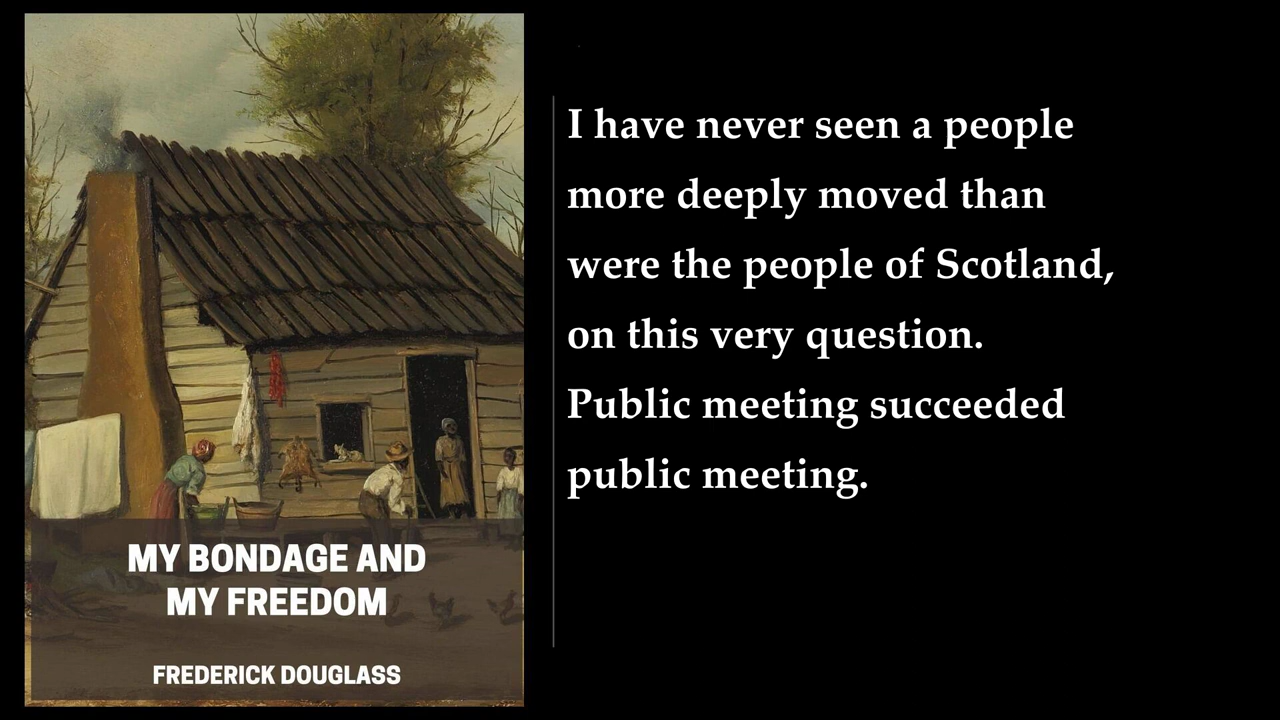 MY BONDAGE AND
MY FREEDOM
FREDERICK DOUGLASS
I have never seen a people
more deeply moved than
were the people of Scotland,
on this very question.
Public meeting succeeded
public meeting.